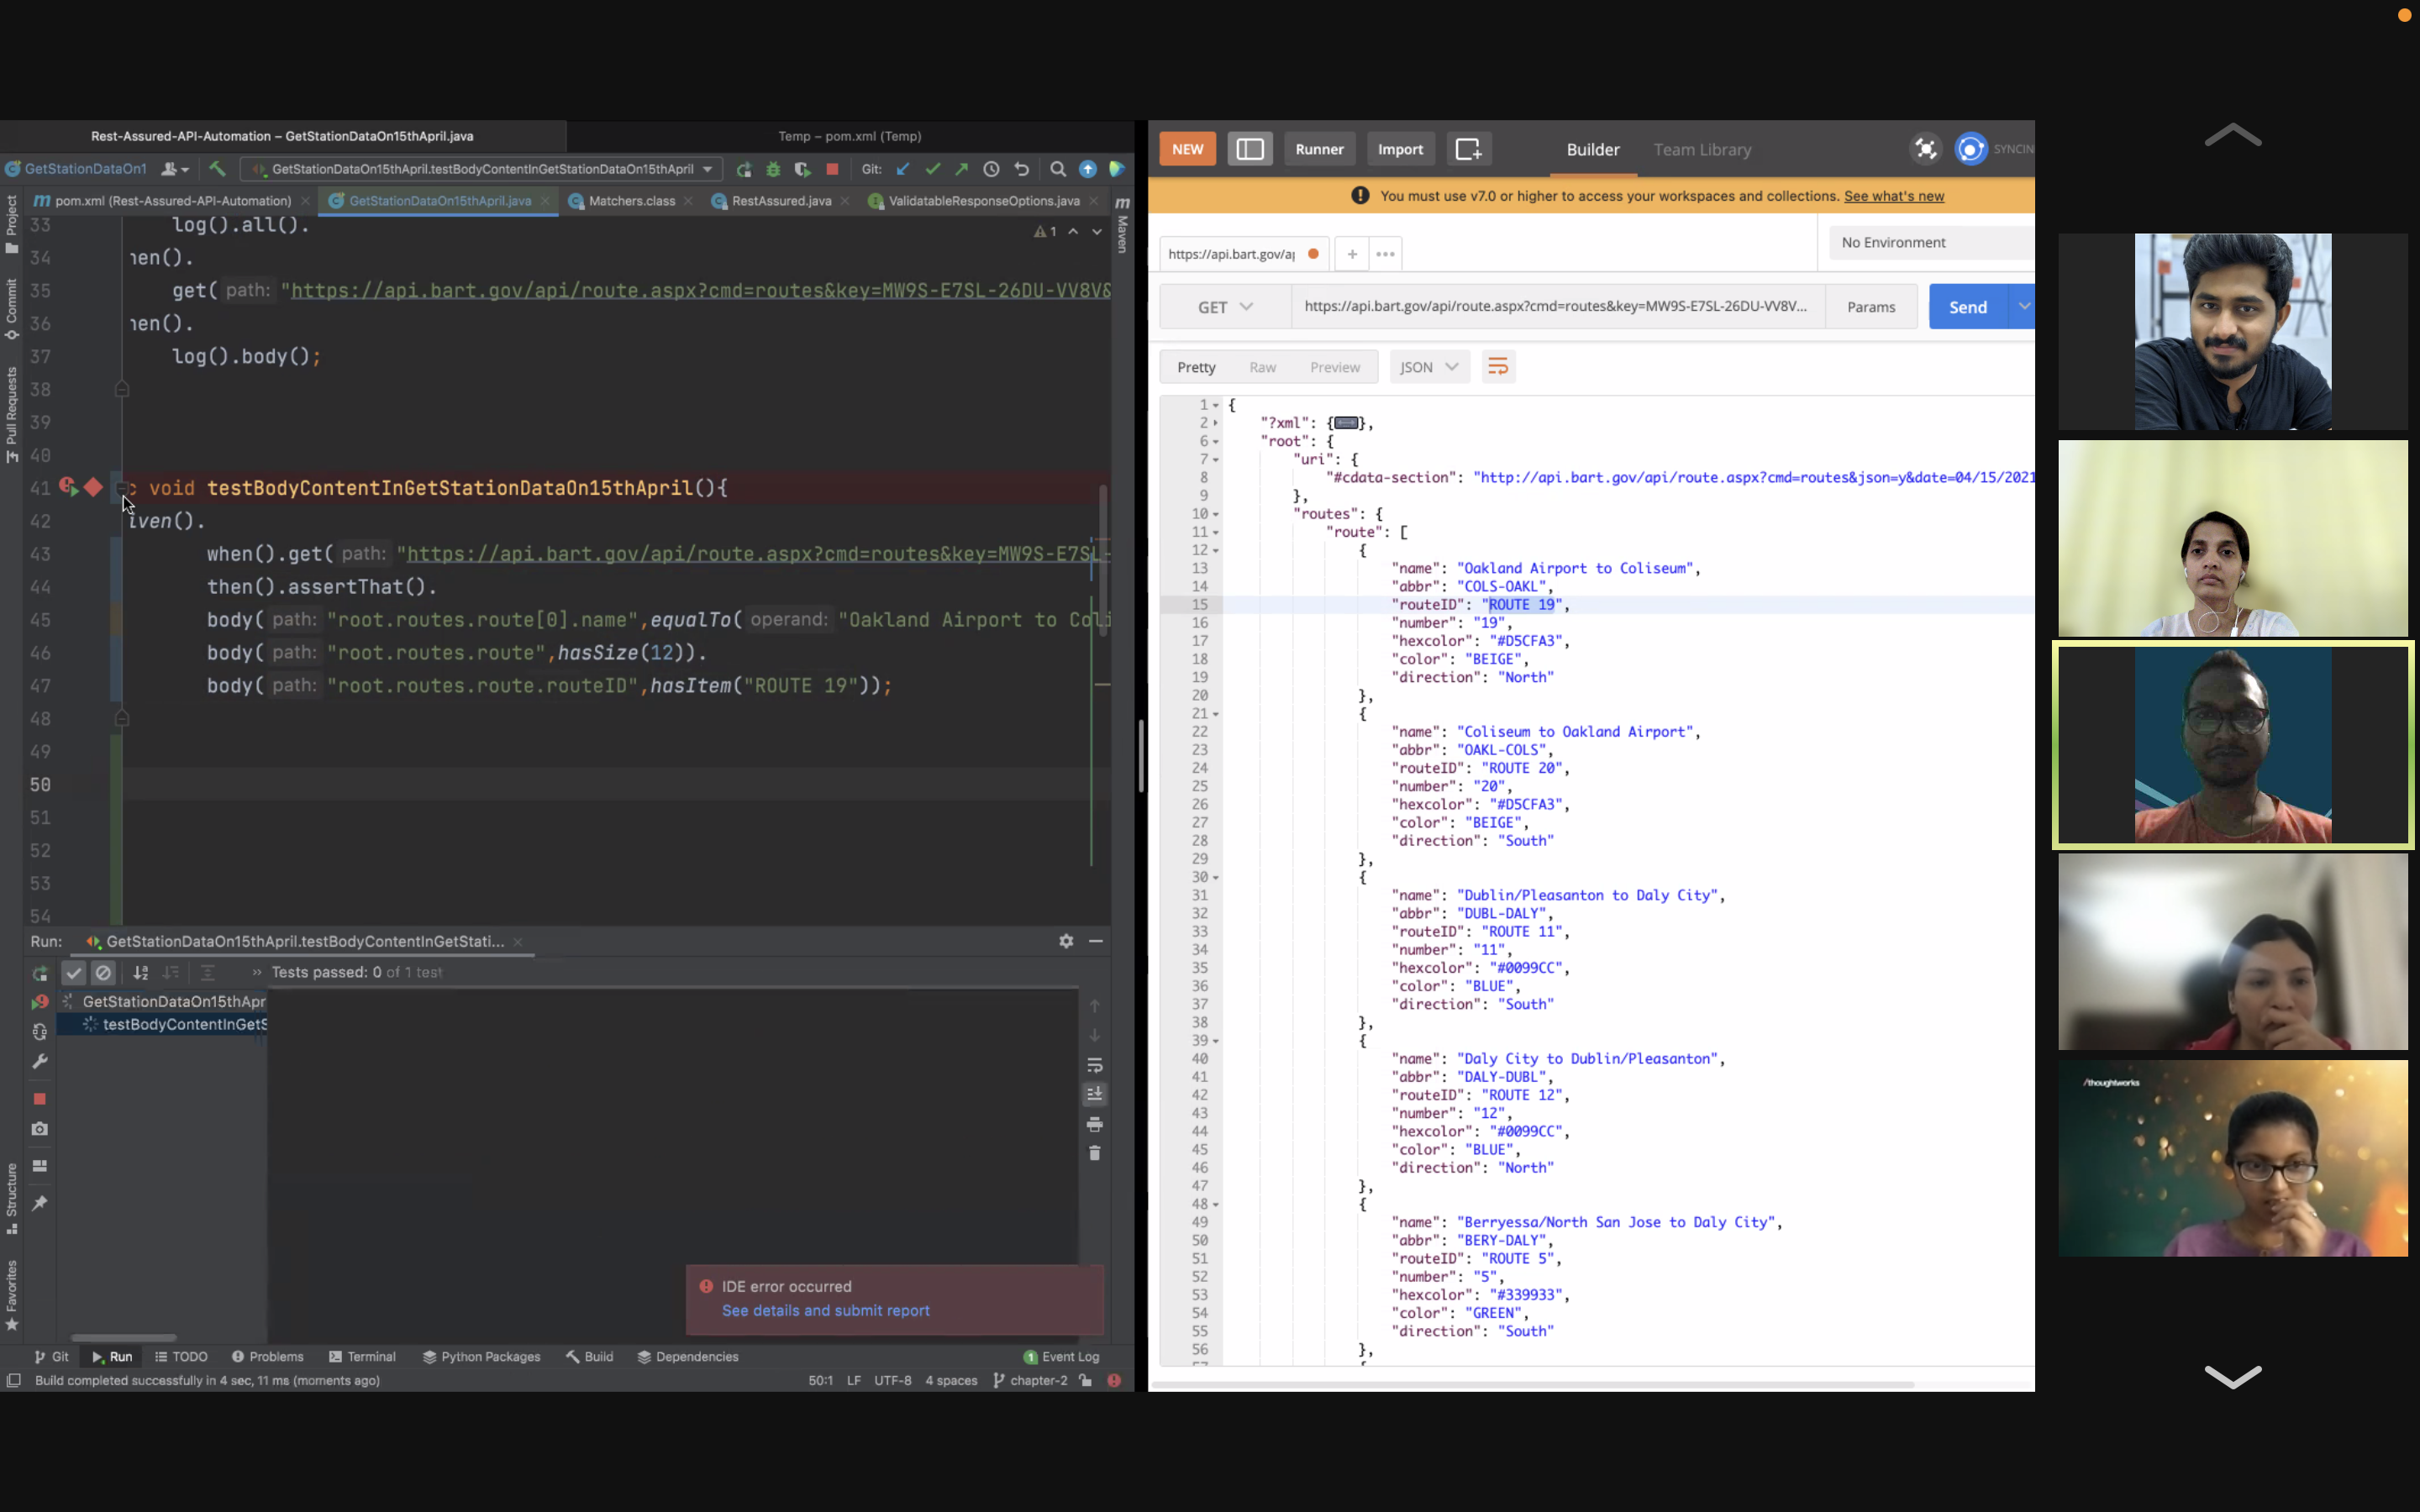 Rest-Assured-API-Automation – GetStationDataOn15thApril.java
Temp – pom.xml (Temp)
GetStationDataOn1
GetStationDataOn15thApril.testBodyContentInGetStationDataOn15thApril
Git:
pom.xml (Rest-Assured-API-Automation)
GetStationDataOn15thApril.java
Matchers.class
RestAssured.java
ValidatableResponseOptions.java
Project
Commit
Pull Requests
Structure
Favorites
Maven
1
33 log().all().
34 hen().
35 get( path: "https://api.bart.gov/api/route.aspx?cmd=routes&key=MW9S-E7SL-26DU-VV8V&
36 hen().
37 log().body();
38
39
40
41 c void testBodyContentInGetStationDataOn15thApril(){
42 iven().
43 when().get( path: "https://api.bart.gov/api/route.aspx?cmd=routes&key=MW9S-E7SL-
44 then().assertThat().
45 body( path: "root.routes.route[0].name",equalTo( operand: "Oakland Airport to Coli
46 body( path: "root.routes.route",hasSize(12)).
47 body( path: "root.routes.route.routeID",hasItem("ROUTE 19"));
48
49
50
51
52
53
54
Run: GetStationDataOn15thApril.testBodyContentInGetStati...
Tests passed: 0 of 1 test
GetStationDataOn15thApr
testBodyContentInGetS
IDE error occurred
See details and submit report
Git Run TODO Problems Terminal Python Packages Build Dependencies 1 Event Log
Build completed successfully in 4 sec, 11 ms (moments ago) 50:1 LF UTF-8 4 spaces chapter-2
NEW Runner Import Builder Team Library SYNCIN
You must use v7.0 or higher to access your workspaces and collections. See what's new
https://api.bart.gov/ap
No Environment
GET https://api.bart.gov/api/route.aspx?cmd=routes&key=MW9S-E7SL-26DU-VV8V... Params Send
Pretty Raw Preview JSON
1 {
2 "?xml": {},
6 "root": {
7 "uri": {
8 "#cdata-section": "http://api.bart.gov/api/route.aspx?cmd=routes&json=y&date=04/15/2021
9 },
10 "routes": {
11 "route": [
12 {
13 "name": "Oakland Airport to Coliseum",
14 "abbr": "COLS-OAKL",
15 "routeID": "ROUTE 19",
16 "number": "19",
17 "hexcolor": "#D5CFA3",
18 "color": "BEIGE",
19 "direction": "North"
20 },
21 {
22 "name": "Coliseum to Oakland Airport",
23 "abbr": "OAKL-COLS",
24 "routeID": "ROUTE 20",
25 "number": "20",
26 "hexcolor": "#D5CFA3",
27 "color": "BEIGE",
28 "direction": "South"
29 },
30 {
31 "name": "Dublin/Pleasanton to Daly City",
32 "abbr": "DUBL-DALY",
33 "routeID": "ROUTE 11",
34 "number": "11",
35 "hexcolor": "#0099CC",
36 "color": "BLUE",
37 "direction": "South"
38 },
39 {
40 "name": "Daly City to Dublin/Pleasanton",
41 "abbr": "DALY-DUBL",
42 "routeID": "ROUTE 12",
43 "number": "12",
44 "hexcolor": "#0099CC",
45 "color": "BLUE",
46 "direction": "North"
47 },
48 {
49 "name": "Berryessa/North San Jose to Daly City",
50 "abbr": "BERY-DALY",
51 "routeID": "ROUTE 5",
52 "number": "5",
53 "hexcolor": "#339933",
54 "color": "GREEN",
55 "direction": "South"
56 },
/thoughtworks